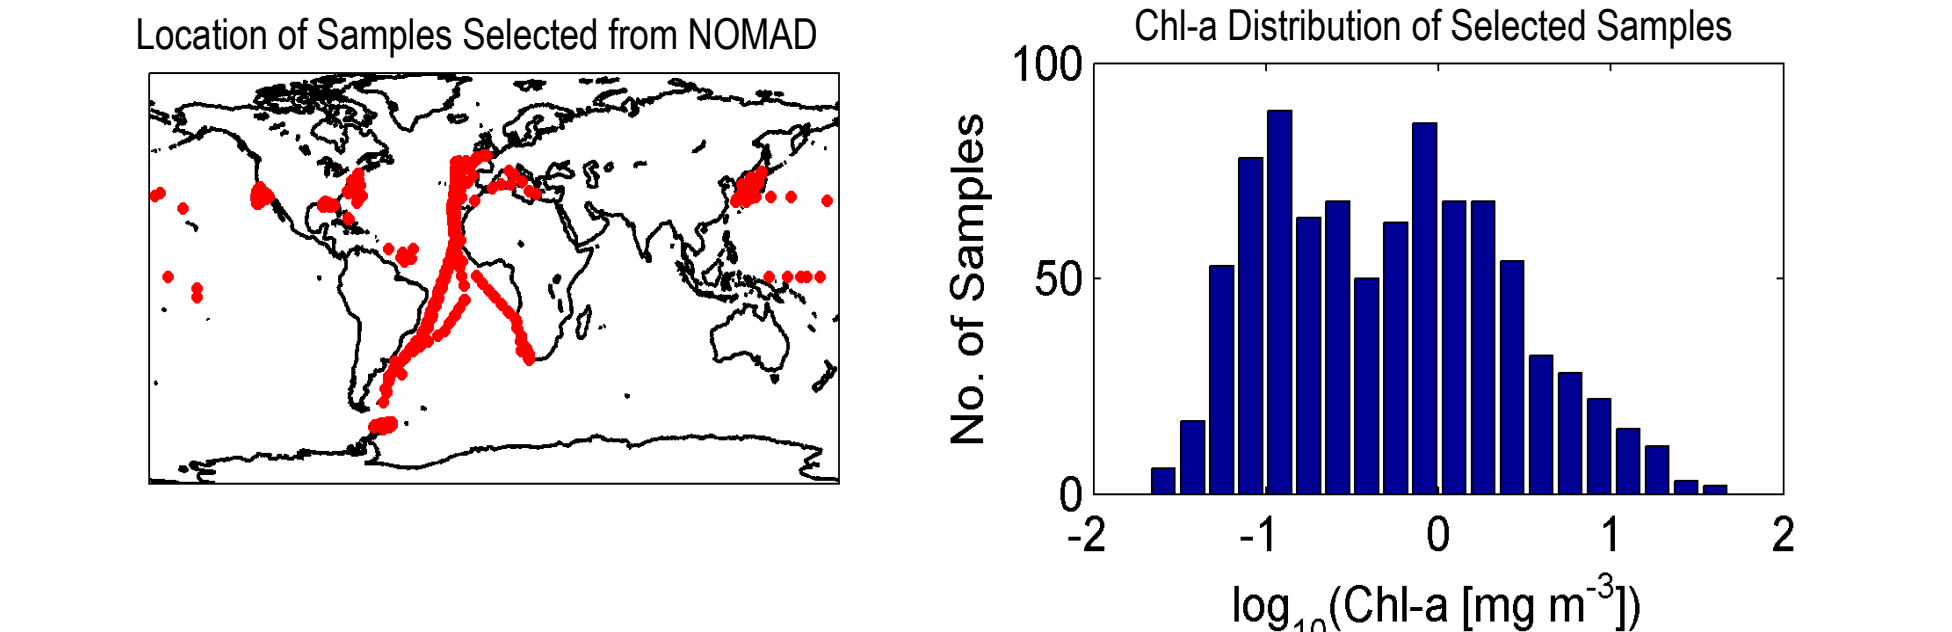 Location of Samples Selected from NOMAD
Chl-a Distribution of Selected Samples
100
50
0
No. of Samples
-2 -1 0 1 2
log10(Chl-a [mg m-3])